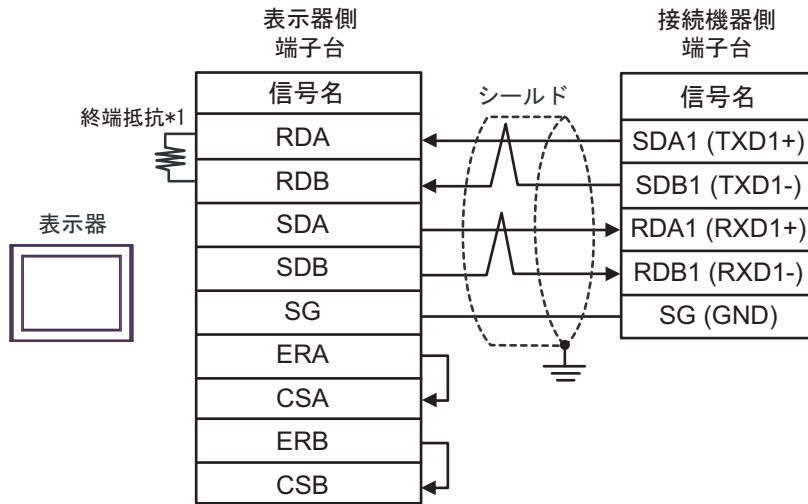 表示器側
端子台
接続機器側
端子台
信号名
シールド
信号名
終端抵抗*1
RDA
SDA1 (TXD1+)
RDB
SDB1 (TXD1-)
表示器
SDA
RDA1 (RXD1+)
SDB
RDB1 (RXD1-)
SG
SG (GND)
ERA
CSA
ERB
CSB